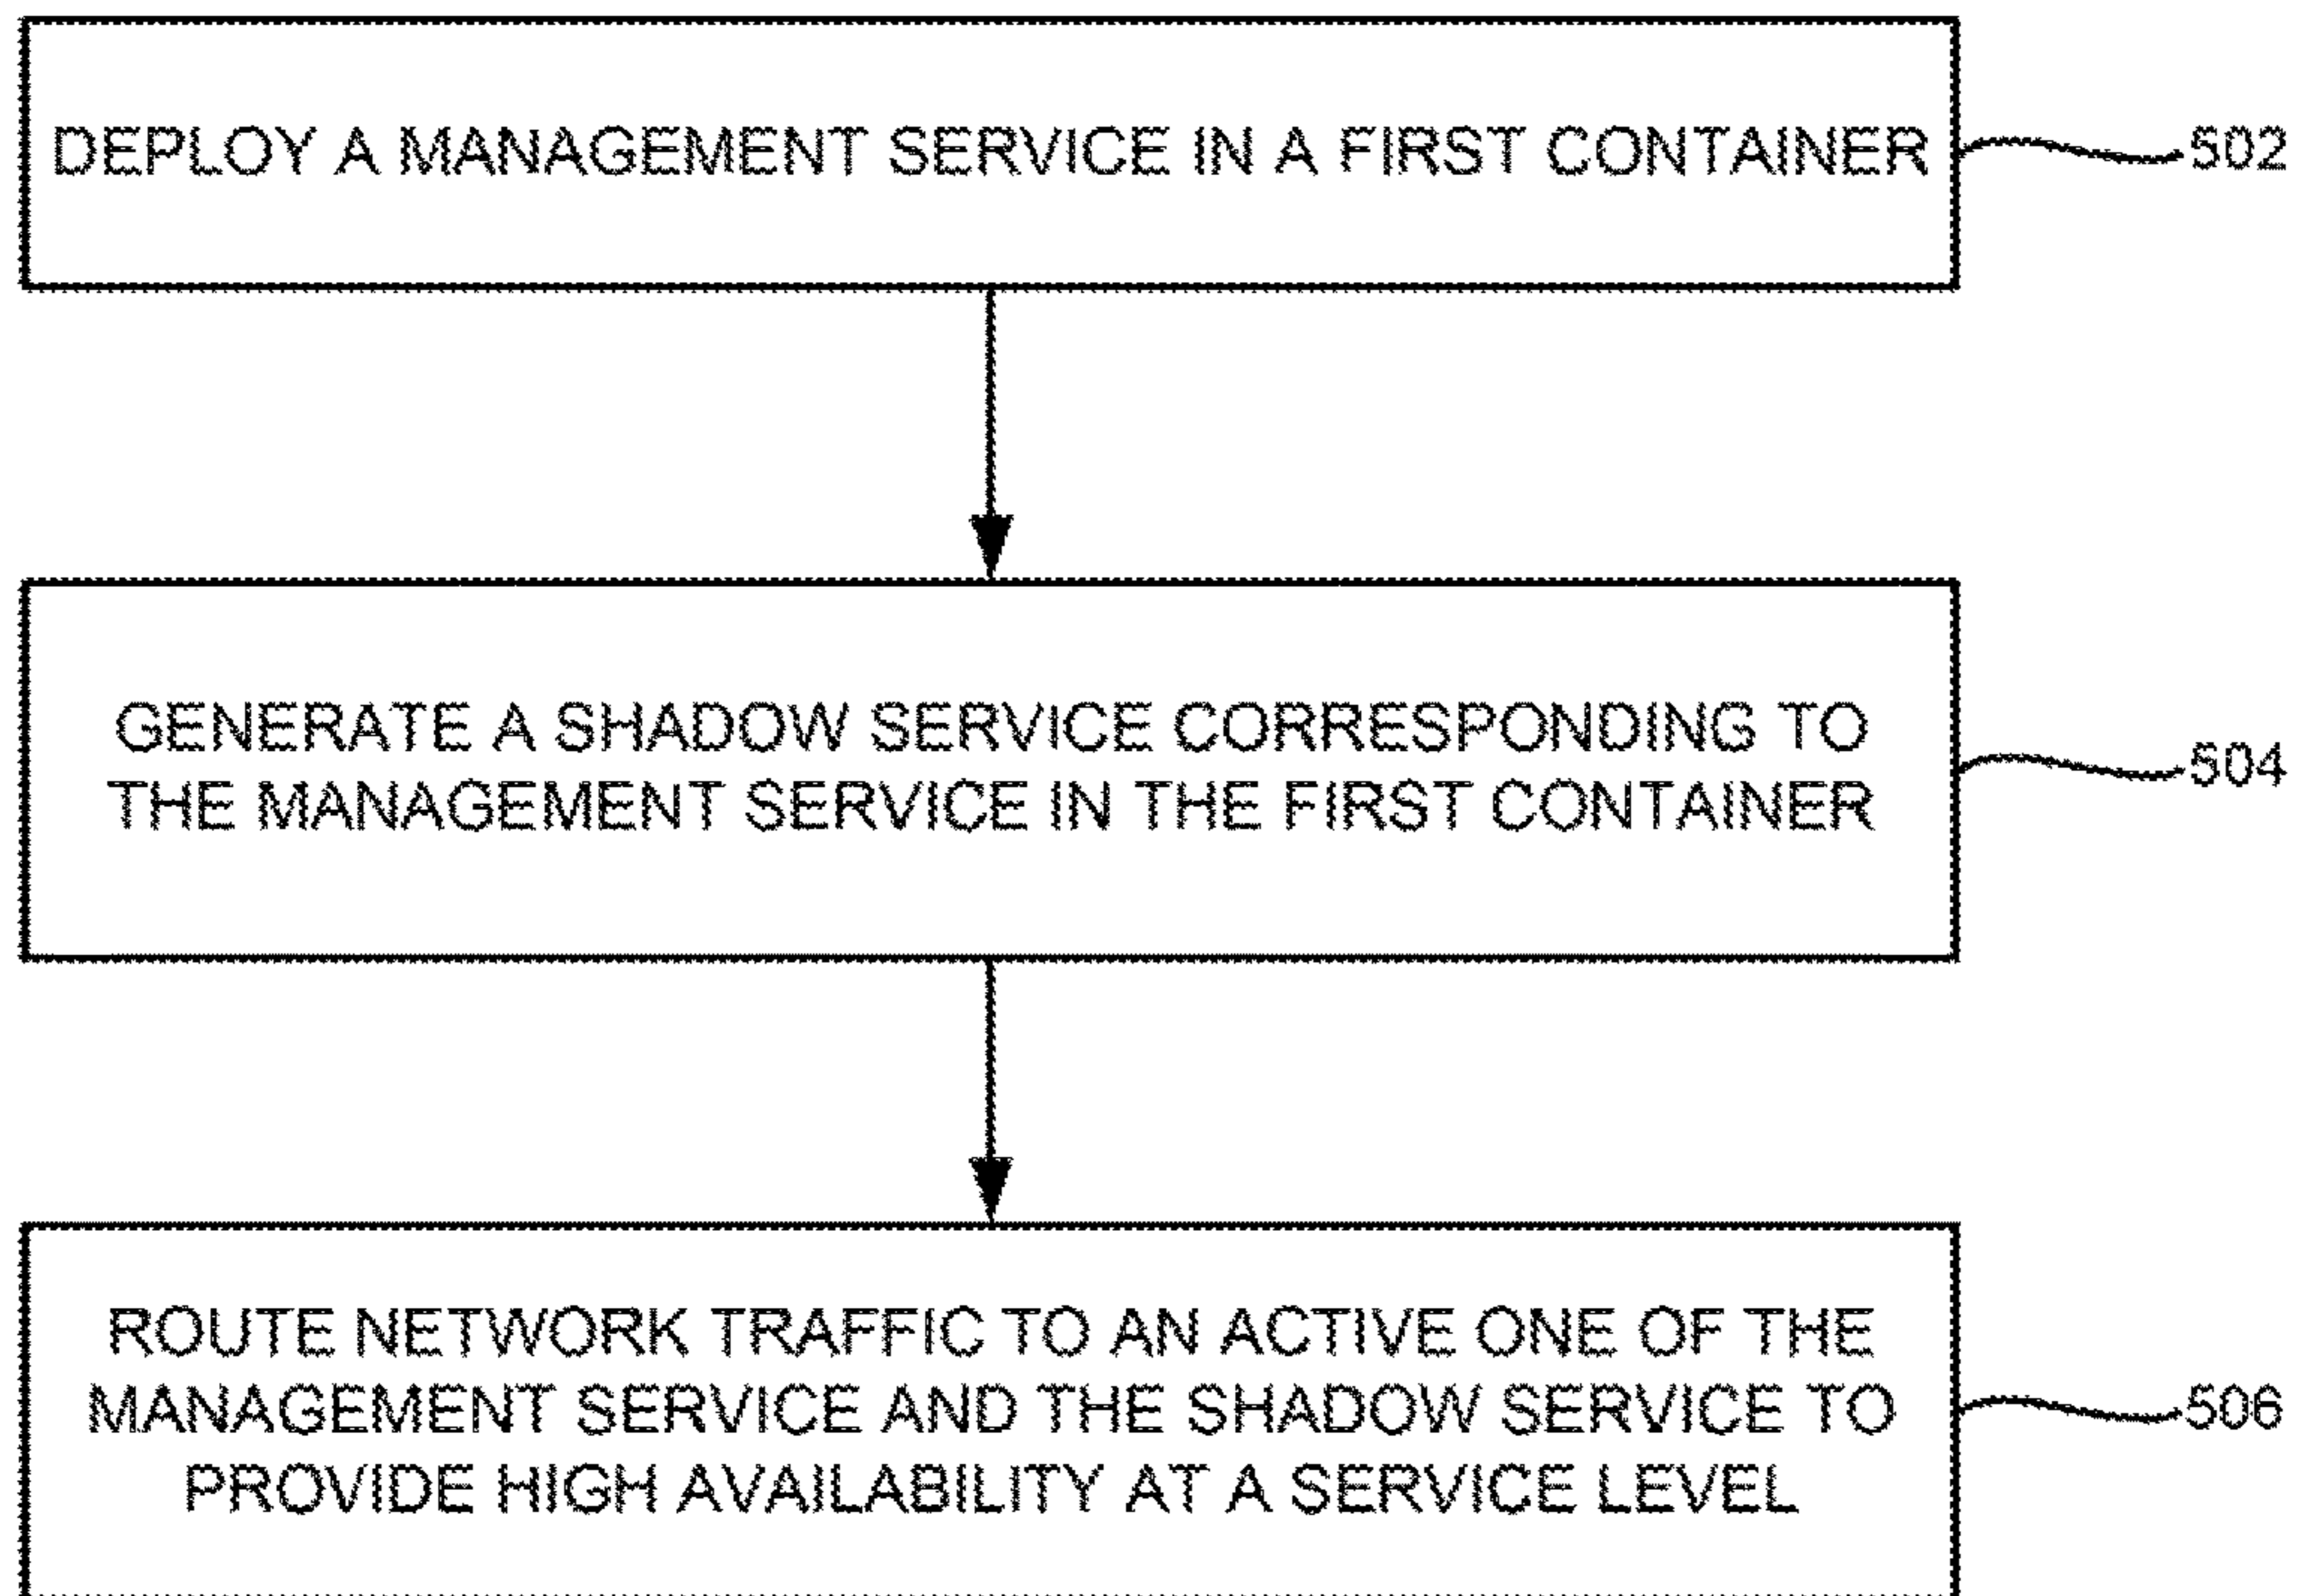 DEPLOY A MANAGEMENT SERVICE IN A FIRST CONTAINER
502
GENERATE A SHADOW SERVICE CORRESPONDING TO
THE MANAGEMENT SERVICE IN THE FIRST CONTAINER
504
ROUTE NETWORK TRAFFIC TO AN ACTIVE ONE OF THE
MANAGEMENT SERVICE AND THE SHADOW SERVICE TO
PROVIDE HIGH AVAILABILITY AT A SERVICE LEVEL
506